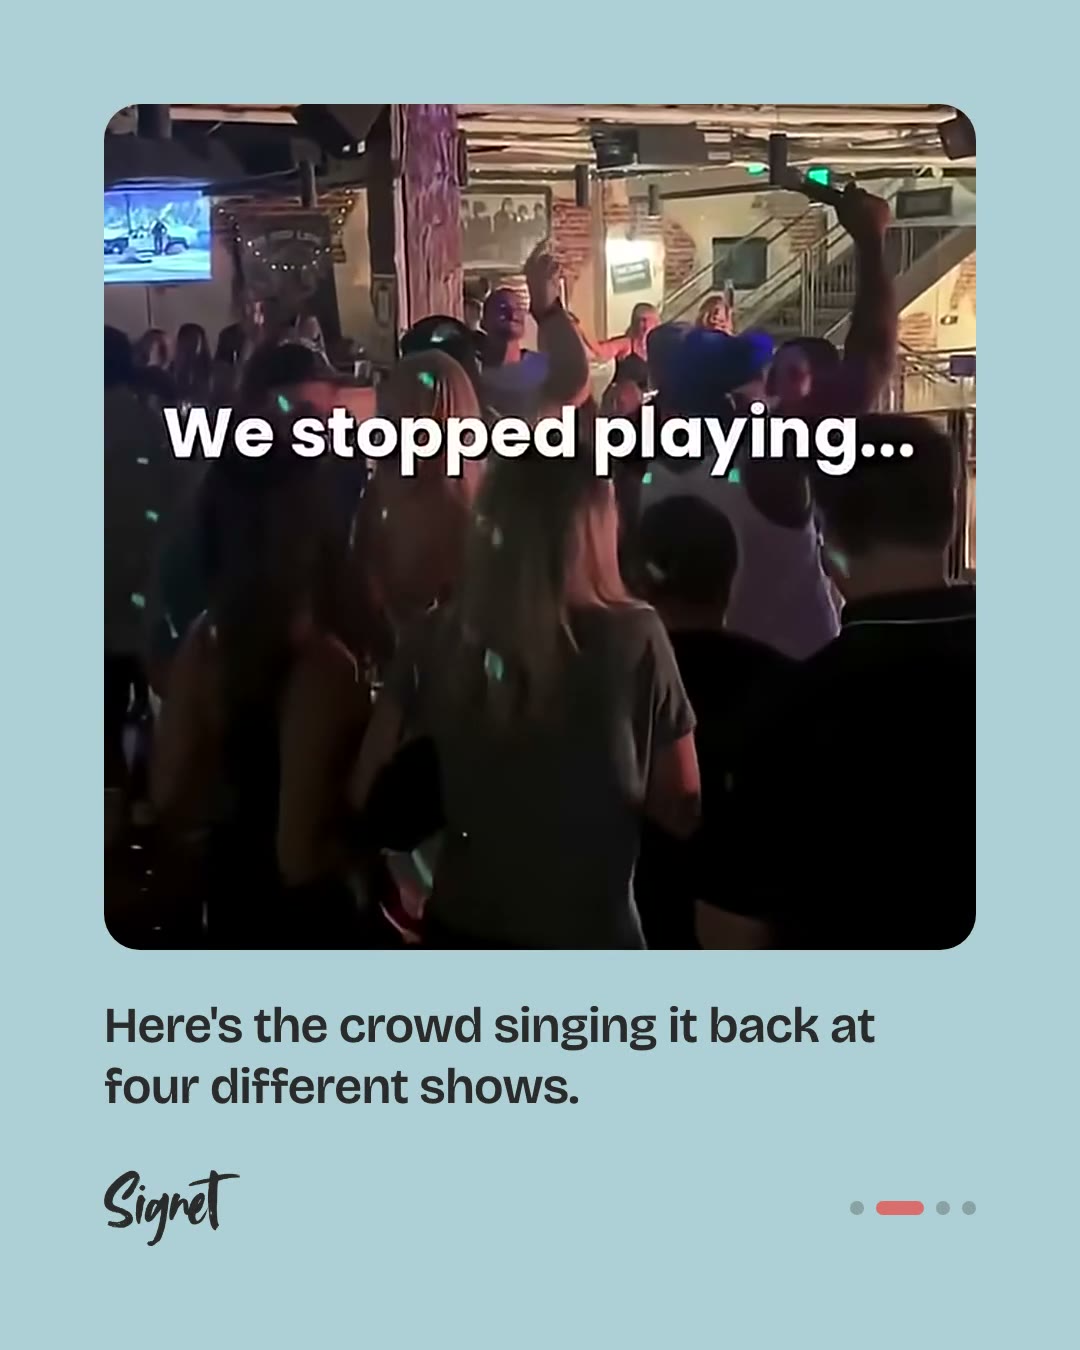 We stopped playing...
Here's the crowd singing it back at
four different shows.
Signet